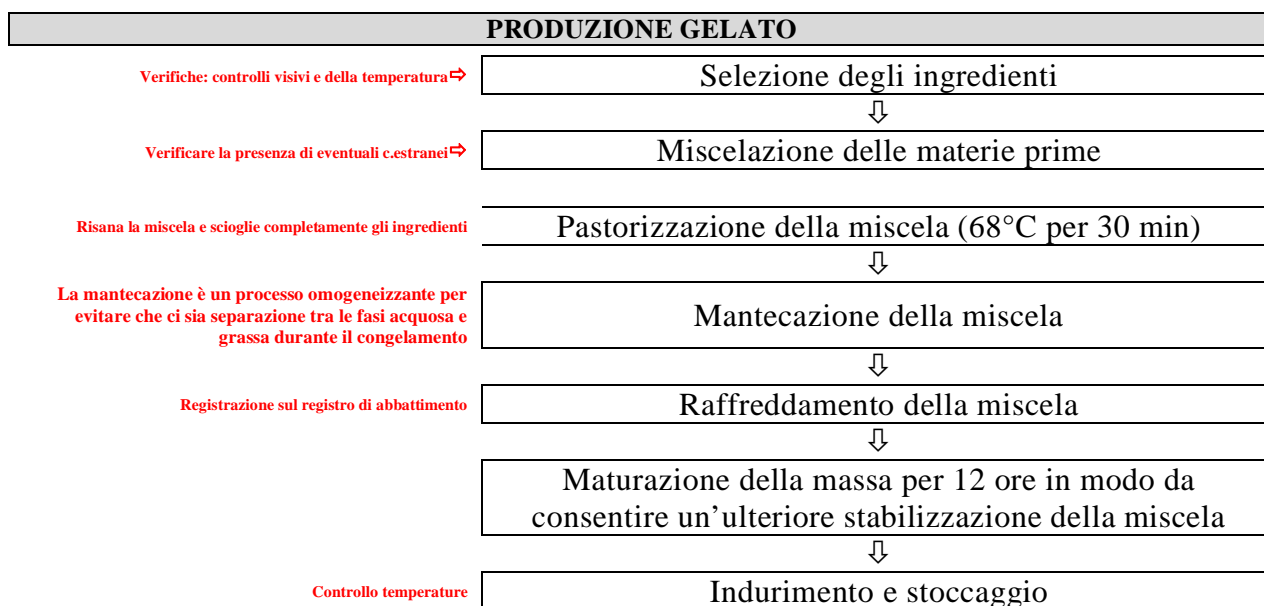 PRODUZIONE GELATO
Verifiche: controlli visivi e della temperatura⇨
Selezione degli ingredienti
⇩
Verificare la presenza di eventuali c.estranei⇨
Miscelazione delle materie prime
Risana la miscela e scioglie completamente gli ingredienti
Pastorizzazione della miscela (68°C per 30 min)
⇩
La mantecazione è un processo omogeneizzante per
evitare che ci sia separazione tra le fasi acquosa e
grassa durante il congelamento
Mantecazione della miscela
⇩
Registrazione sul registro di abbattimento
Raffreddamento della miscela
⇩
Maturazione della massa per 12 ore in modo da
consentire un’ulteriore stabilizzazione della miscela
⇩
Controllo temperature
Indurimento e stoccaggio